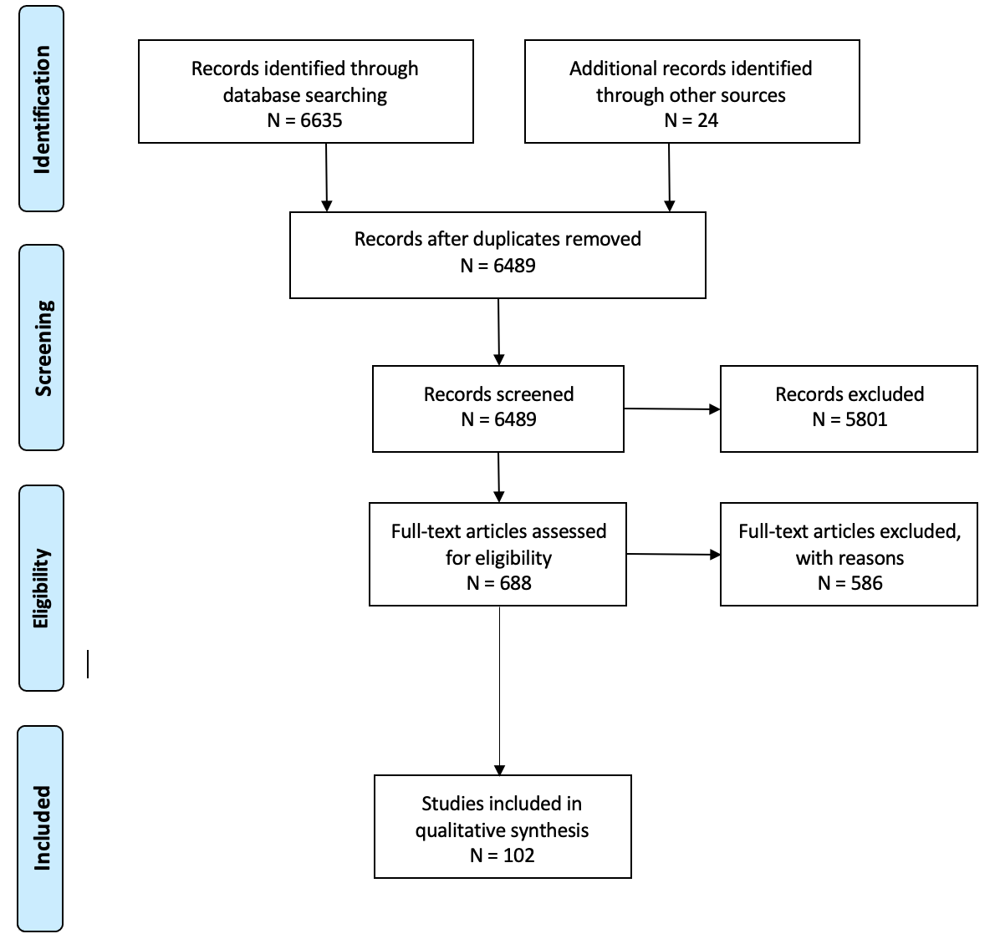 Identification
Records identified through
database searching
N = 6635
Additional records identified
through other sources
N = 24
Records after duplicates removed
N = 6489
Screening
Records screened
N = 6489
Records excluded
N = 5801
Eligibility
Full-text articles assessed
for eligibility
N = 688
Full-text articles excluded,
with reasons
N = 586
Included
Studies included in
qualitative synthesis
N = 102